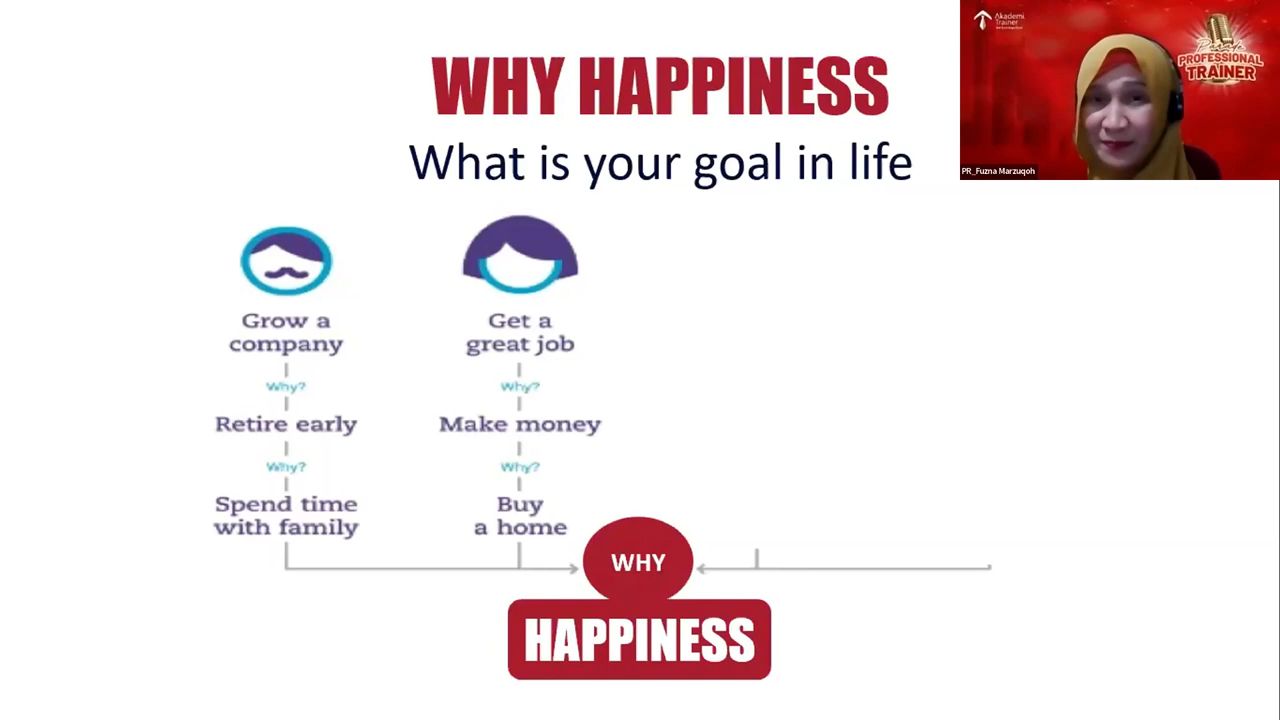 WHY HAPPINESS
What is your goal in life
Akademi
Trainer
PROFESSIONAL
TRAINER
PR_Fuzna Marzuqoh
Grow a
company
Why?
Retire early
Why?
Spend time
with family
Get a
great job
Why?
Make money
Why?
Buy
a home
WHY
HAPPINESS